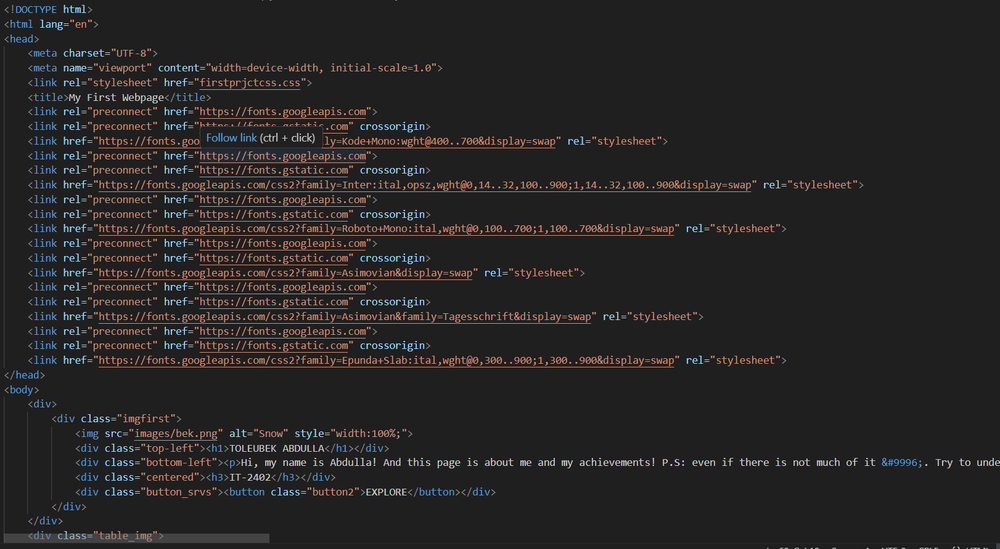 <!DOCTYPE html>
<html lang="en">
<head>
<meta charset="UTF-8">
<meta name="viewport" content="width=device-width, initial-scale=1.0">
<link rel="stylesheet" href="firstprjctcss.css">
<title>My First Webpage</title>
<link rel="preconnect" href="https://fonts.googleapis.com">
<link rel="preconnect" href="https://fonts.gstatic.com" crossorigin>
Follow link (ctrl + click)
<link href="https://fonts.goo ly=Kode+Mono:wght@400..700&display=swap" rel="stylesheet">
<link rel="preconnect" href="https://fonts.googleapis.com">
<link rel="preconnect" href="https://fonts.gstatic.com" crossorigin>
<link href="https://fonts.googleapis.com/css2?family=Inter:ital,opsz,wght@0,14..32,100..900;1,14..32,100..900&display=swap" rel="stylesheet">
<link rel="preconnect" href="https://fonts.googleapis.com">
<link rel="preconnect" href="https://fonts.gstatic.com" crossorigin>
<link href="https://fonts.googleapis.com/css2?family=Roboto+Mono:ital,wght@0,100..700;1,100..700&display=swap" rel="stylesheet">
<link rel="preconnect" href="https://fonts.googleapis.com">
<link rel="preconnect" href="https://fonts.gstatic.com" crossorigin>
<link href="https://fonts.googleapis.com/css2?family=Asimovian&display=swap" rel="stylesheet">
<link rel="preconnect" href="https://fonts.googleapis.com">
<link rel="preconnect" href="https://fonts.gstatic.com" crossorigin>
<link href="https://fonts.googleapis.com/css2?family=Asimovian&family=Tagesschrift&display=swap" rel="stylesheet">
<link rel="preconnect" href="https://fonts.googleapis.com">
<link rel="preconnect" href="https://fonts.gstatic.com" crossorigin>
<link href="https://fonts.googleapis.com/css2?family=Epunda+Slab:ital,wght@0,300..900;1,300..900&display=swap" rel="stylesheet">
</head>
<body>
<div>
<div class="imgfirst">
<img src="images/bek.png" alt="Snow" style="width:100%;">
<div class="top-left"><h1>TOLEUBEK ABDULLA</h1></div>
<div class="bottom-left"><p>Hi, my name is Abdulla! And this page is about me and my achievements! P.S: even if there is not much of it &#9996;. Try to unde
<div class="centered"><h3>IT-2402</h3></div>
<div class="button_srvs"><button class="button2">EXPLORE</button></div>
</div>
</div>
<div class="table_img">